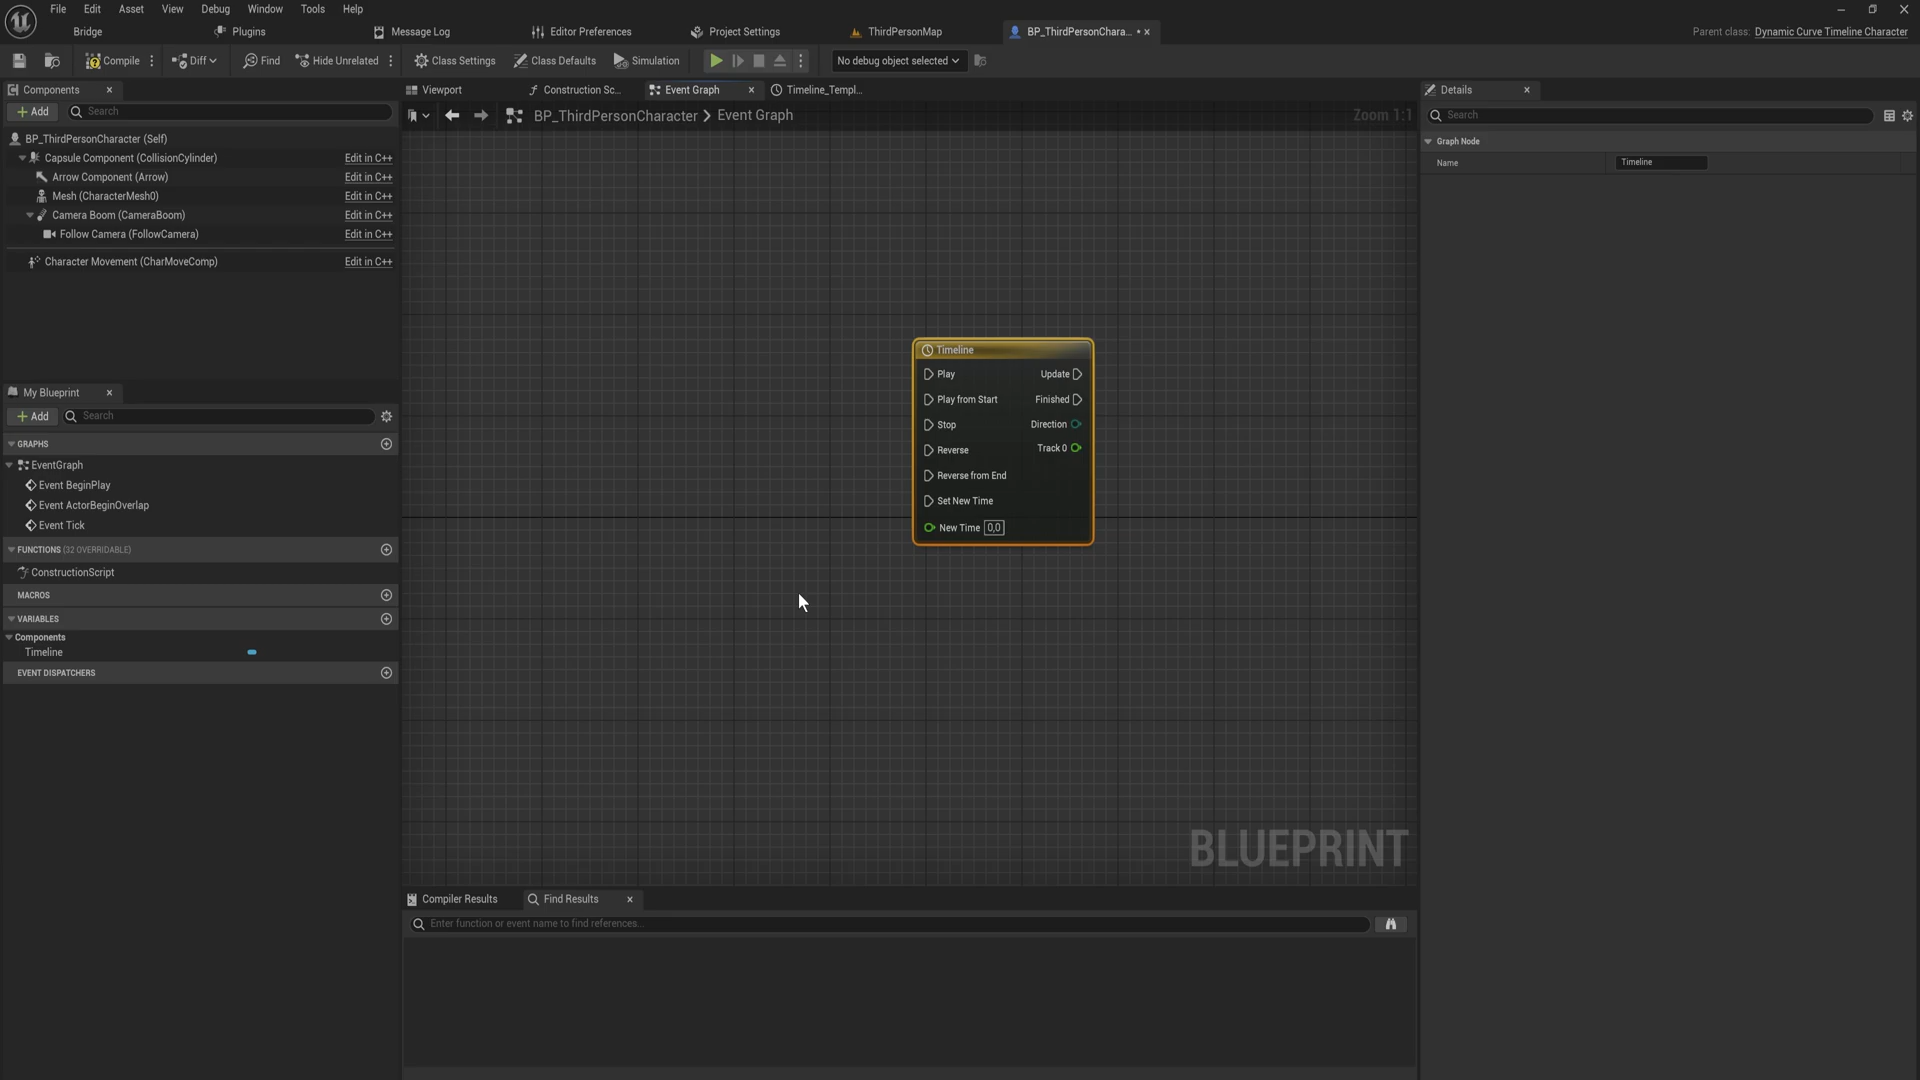 File Edit Asset View Debug Window Tools Help
Bridge Plugins Message Log Editor Preferences Project Settings ThirdPersonMap BP_ThirdPersonChara... • × Parent class: Dynamic Curve Timeline Character
Compile Diff Find Hide Unrelated Class Settings Class Defaults Simulation No debug object selected
Components
Add Search
BP_ThirdPersonCharacter (Self)
Capsule Component (CollisionCylinder) Edit in C++
Arrow Component (Arrow) Edit in C++
Mesh (CharacterMesh0) Edit in C++
Camera Boom (CameraBoom) Edit in C++
Follow Camera (FollowCamera) Edit in C++
Character Movement (CharMoveComp) Edit in C++
My Blueprint
Add Search
GRAPHS
EventGraph
Event BeginPlay
Event ActorBeginOverlap
Event Tick
FUNCTIONS (32 OVERRIDABLE)
ConstructionScript
MACROS
VARIABLES
Components
Timeline
EVENT DISPATCHERS
Viewport Construction Sc... Event Graph Timeline_Templ...
BP_ThirdPersonCharacter > Event Graph Zoom 1:1
Timeline
Play Update
Play from Start Finished
Stop Direction
Reverse Track 0
Reverse from End
Set New Time
New Time 0,0
BLUEPRINT
Compiler Results Find Results
Enter function or event name to find references...
Details
Search
Graph Node
Name Timeline